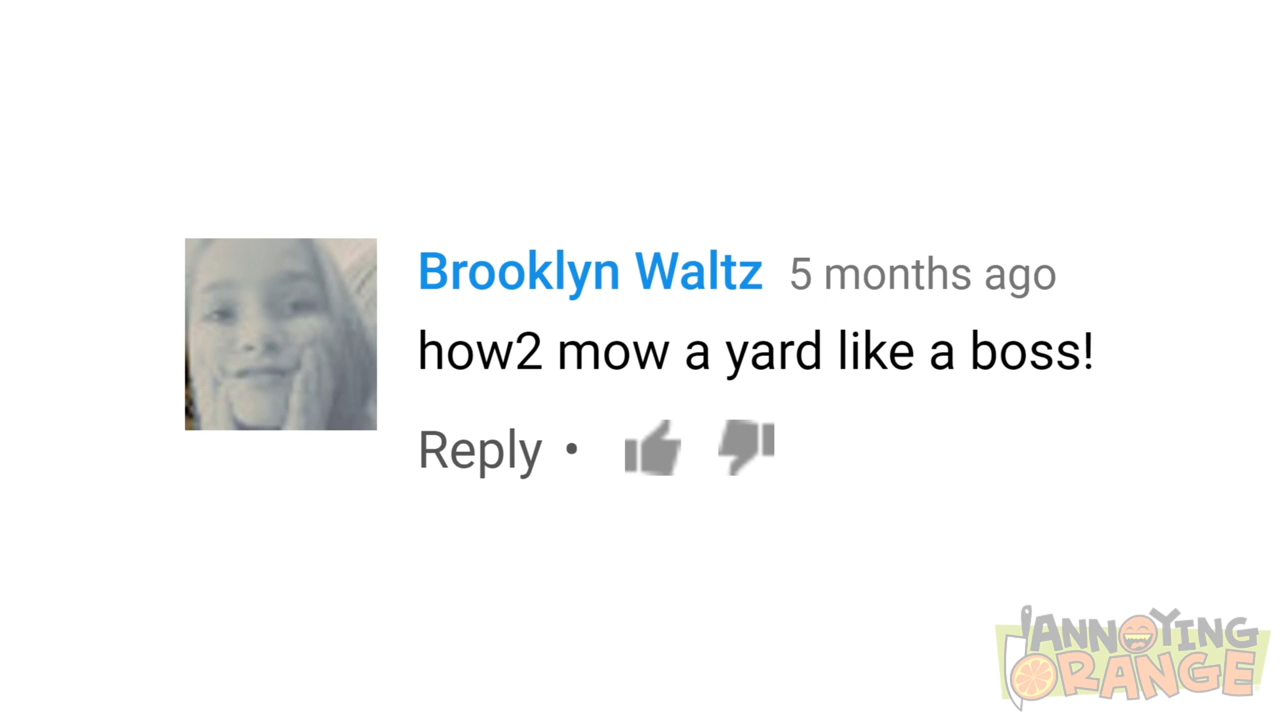 Brooklyn Waltz 5 months ago
how2 mow a yard like a boss!
Reply •
ANNOYING
ORANGE